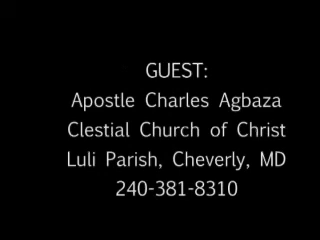 GUEST:
Apostle Charles Agbaza
Clestial Church of Christ
Luli Parish, Cheverly, MD
240-381-8310